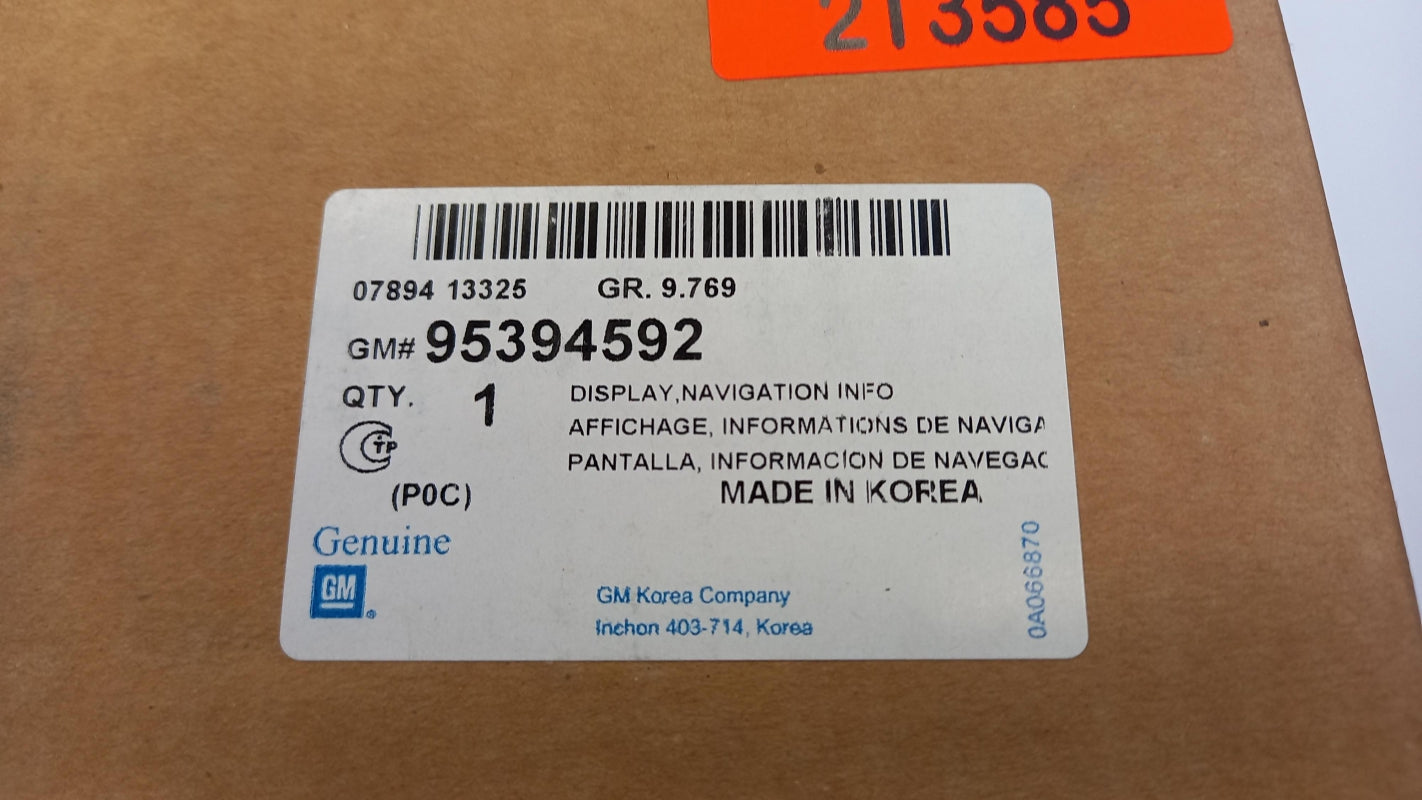 213585
07894 13325 GR. 9.769
GM# 95394592
QTY. 1
DISPLAY,NAVIGATION INFO
AFFICHAGE, INFORMATIONS DE NAVIGA
PANTALLA, INFORMACION DE NAVEGAC
MADE IN KOREA
(P0C)
Genuine
GM
GM Korea Company
Inchon 403-714, Korea
0A066870